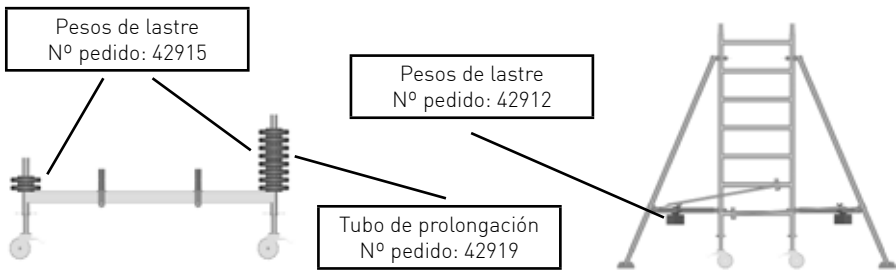 Pesos de lastre
Nº pedido: 42915
Pesos de lastre
Nº pedido: 42912
Tubo de prolongación
Nº pedido: 42919